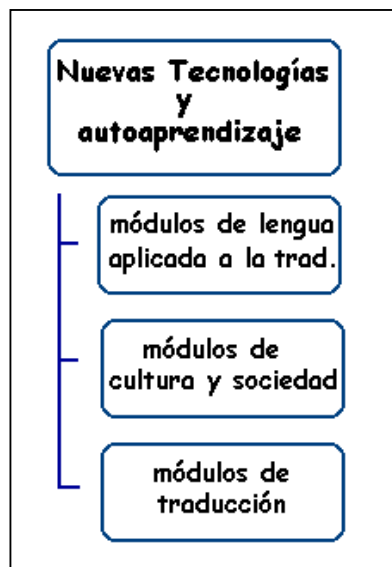 Nuevas Tecnologías
y
autoaprendizaje
módulos de lengua
aplicada a la trad.
módulos de
cultura y sociedad
módulos de
traducción